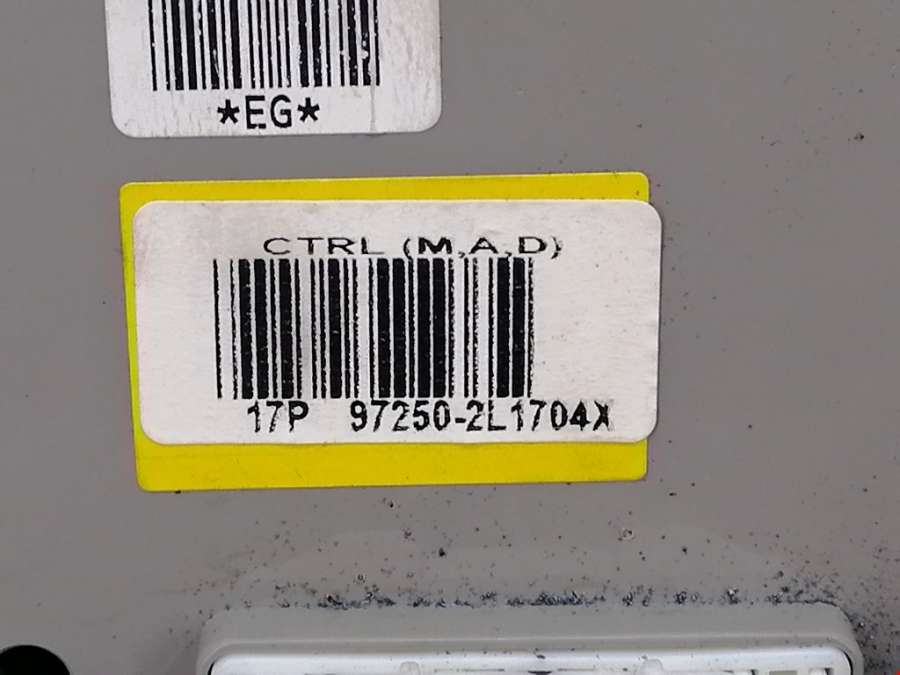 *EG*
CTRL (M,A,D)
17P 97250-2L1704X